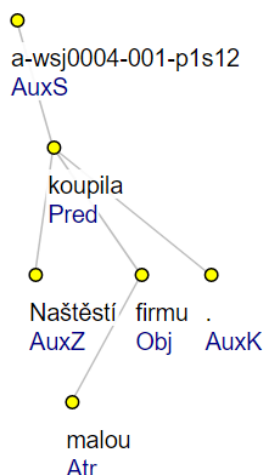 a-wsj0004-001-p1s12
AuxS
koupila
Pred
Naštěstí firmu .
AuxZ Obj AuxK
malou
Atr